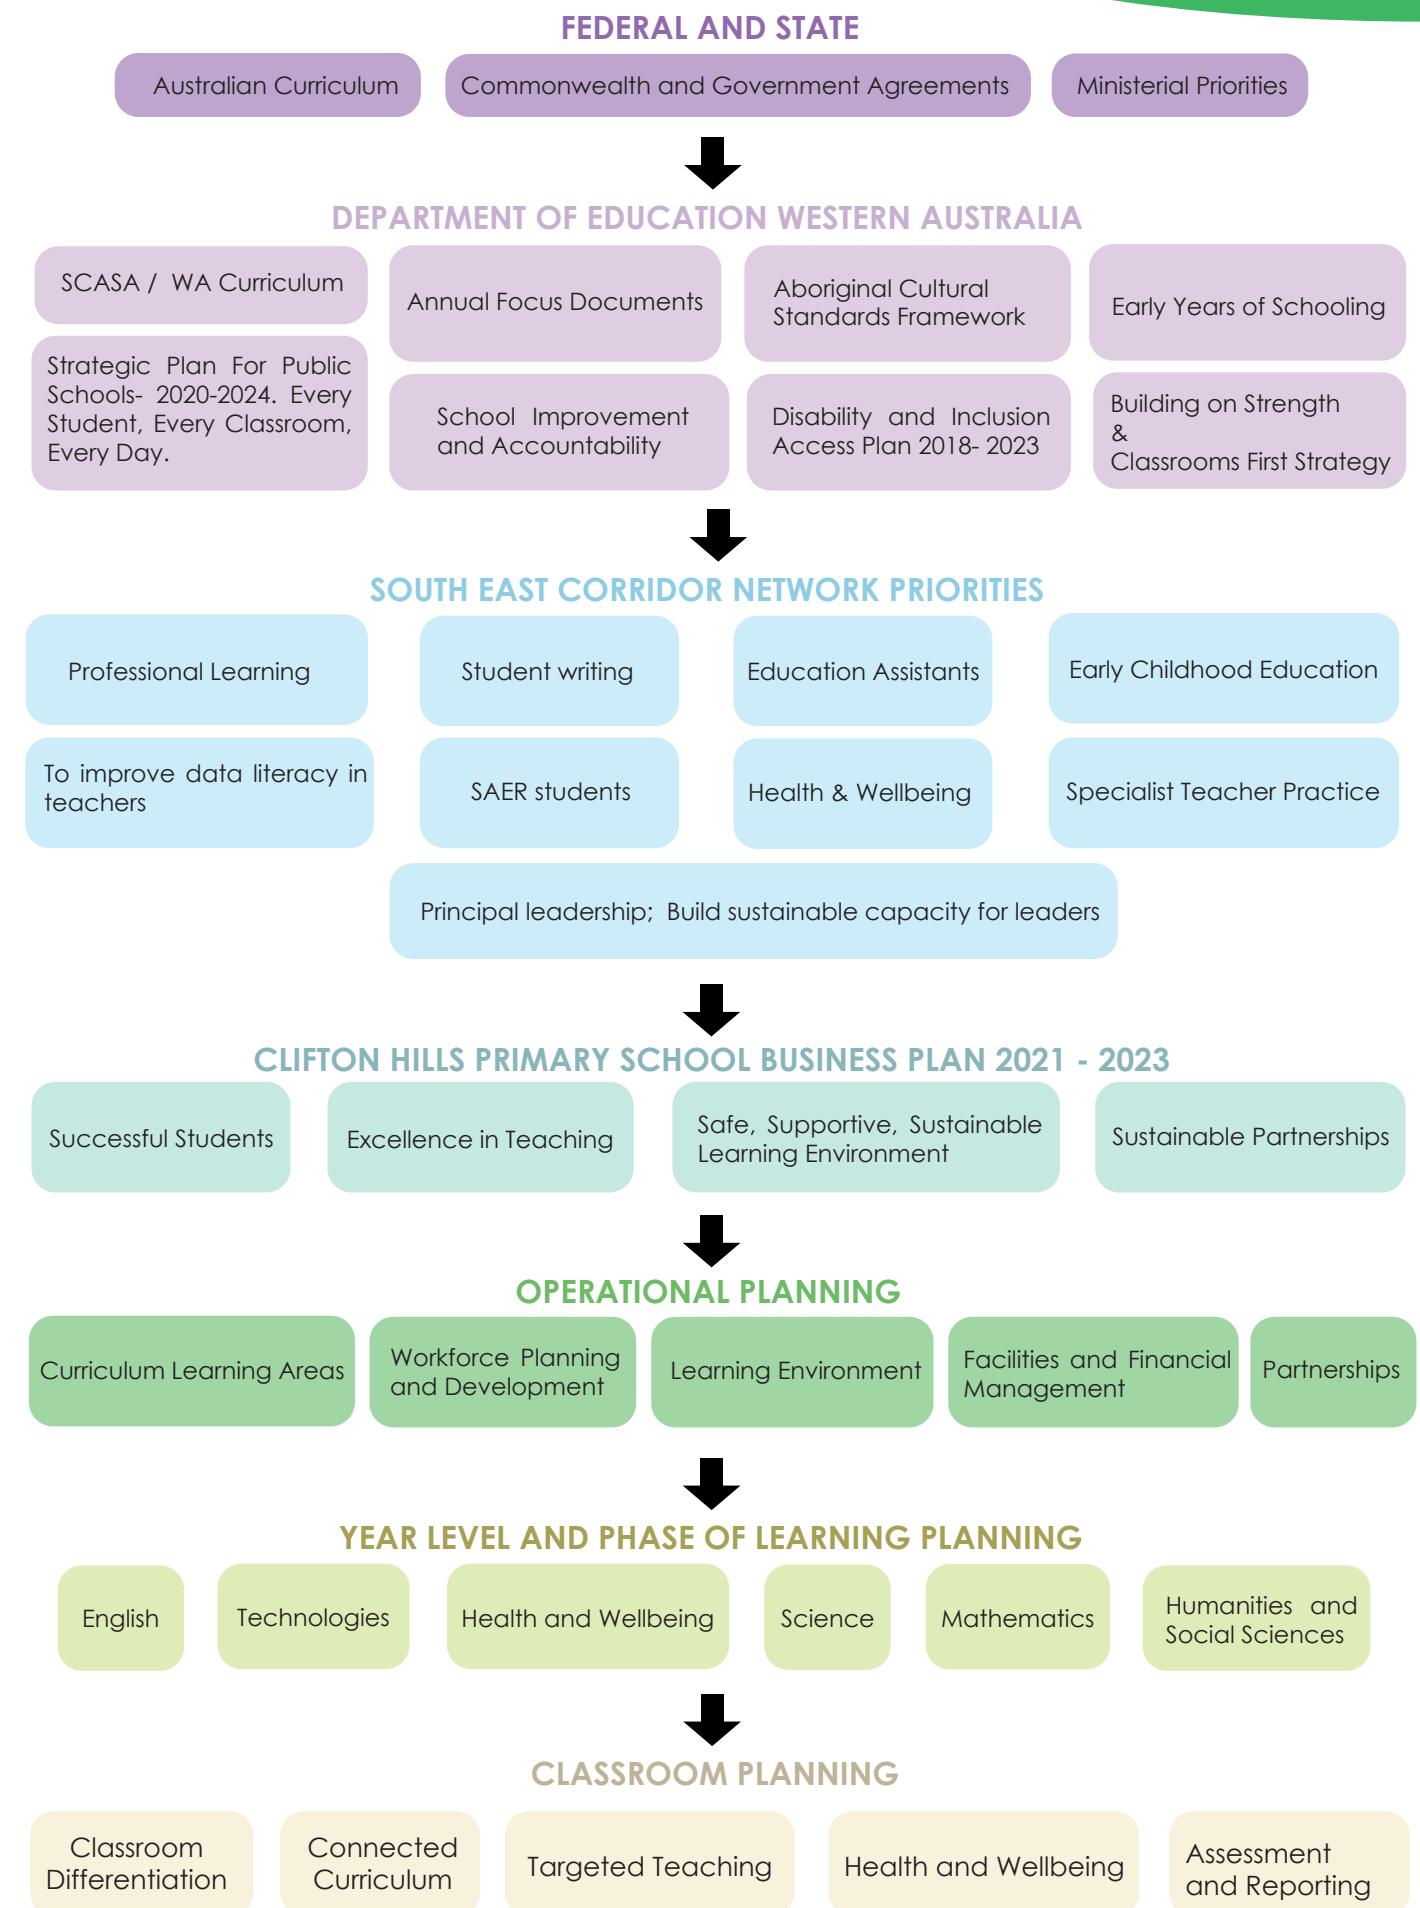 FEDERAL AND STATE
Australian Curriculum
Commonwealth and Government Agreements
Ministerial Priorities
DEPARTMENT OF EDUCATION WESTERN AUSTRALIA
SCASA / WA Curriculum
Annual Focus Documents
Aboriginal Cultural
Standards Framework
Early Years of Schooling
Strategic Plan For Public
Schools- 2020-2024. Every
Student, Every Classroom,
Every Day.
School Improvement
and Accountability
Disability and Inclusion
Access Plan 2018- 2023
Building on Strength
&
Classrooms First Strategy
SOUTH EAST CORRIDOR NETWORK PRIORITIES
Professional Learning
Student writing
Education Assistants
Early Childhood Education
To improve data literacy in
teachers
SAER students
Health & Wellbeing
Specialist Teacher Practice
Principal leadership; Build sustainable capacity for leaders
CLIFTON HILLS PRIMARY SCHOOL BUSINESS PLAN 2021 - 2023
Successful Students
Excellence in Teaching
Safe, Supportive, Sustainable
Learning Environment
Sustainable Partnerships
OPERATIONAL PLANNING
Curriculum Learning Areas
Workforce Planning
and Development
Learning Environment
Facilities and Financial
Management
Partnerships
YEAR LEVEL AND PHASE OF LEARNING PLANNING
English
Technologies
Health and Wellbeing
Science
Mathematics
Humanities and
Social Sciences
CLASSROOM PLANNING
Classroom
Differentiation
Connected
Curriculum
Targeted Teaching
Health and Wellbeing
Assessment
and Reporting